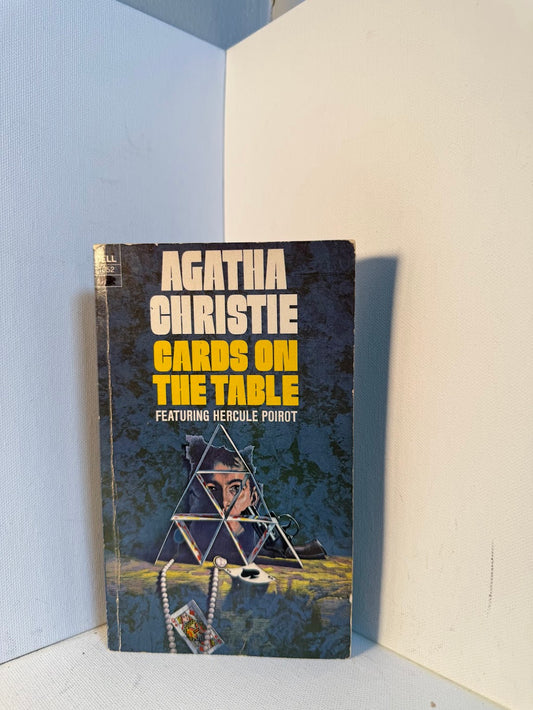 DELL
AGATHA
CHRISTIE
CARDS ON
THE TABLE
FEATURING HERCULE POIROT